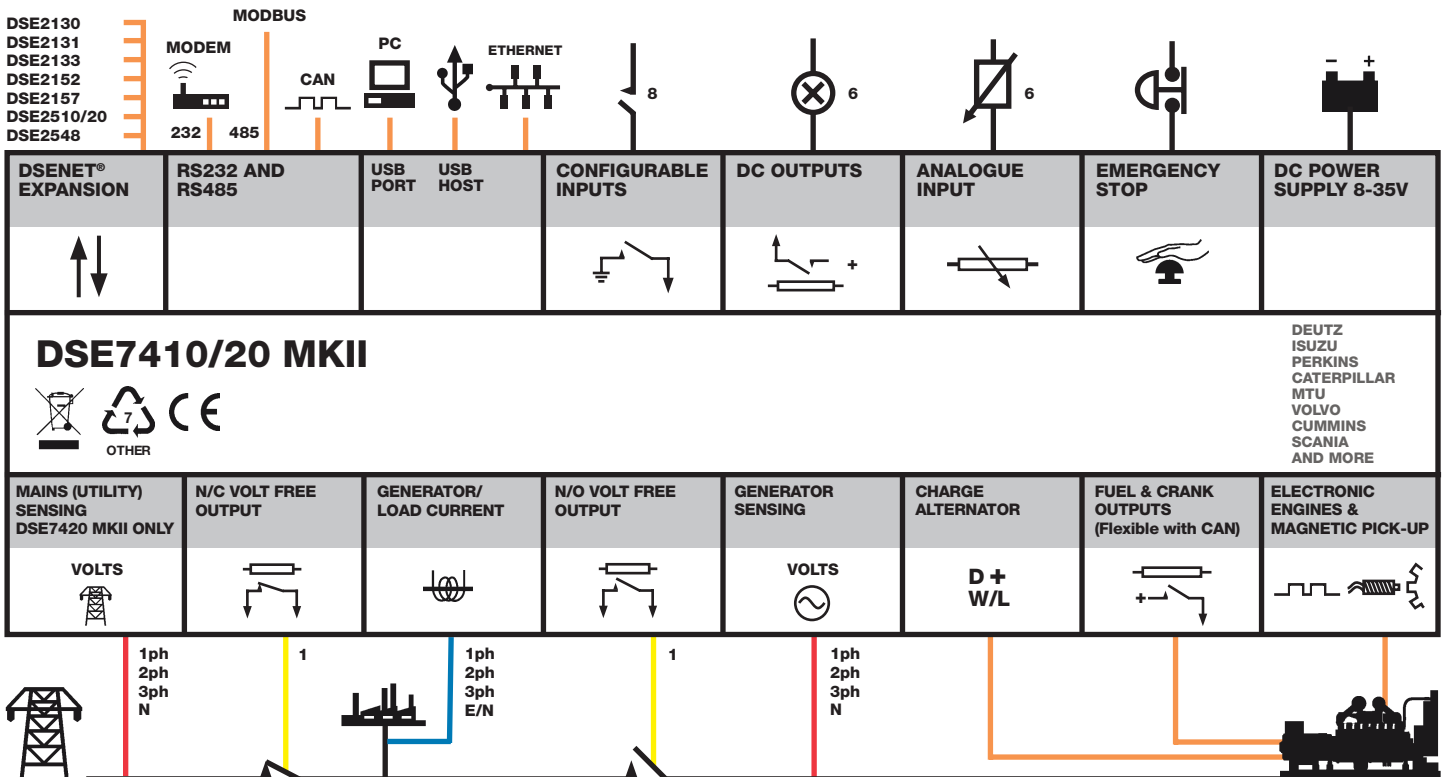 DSE2130
DSE2131
DSE2133
DSE2152
DSE2157
DSE2510/20
DSE2548
MODEM
232
MODBUS
485
CAN
PC
ETHERNET
8
6
6
- +
DSENET®
EXPANSION
RS232 AND
RS485
USB
PORT
USB
HOST
CONFIGURABLE
INPUTS
DC OUTPUTS
+
ANALOGUE
INPUT
EMERGENCY
STOP
DC POWER
SUPPLY 8-35V
DSE7410/20 MKII
7
OTHER
CE
DEUTZ
ISUZU
PERKINS
CATERPILLAR
MTU
VOLVO
CUMMINS
SCANIA
AND MORE
MAINS (UTILITY)
SENSING
DSE7420 MKII ONLY
VOLTS
N/C VOLT FREE
OUTPUT
GENERATOR/
LOAD CURRENT
N/O VOLT FREE
OUTPUT
GENERATOR
SENSING
VOLTS
CHARGE
ALTERNATOR
D +
W/L
FUEL & CRANK
OUTPUTS
(Flexible with CAN)
+
ELECTRONIC
ENGINES &
MAGNETIC PICK-UP
1ph
2ph
3ph
N
1
1ph
2ph
3ph
E/N
1
1ph
2ph
3ph
N